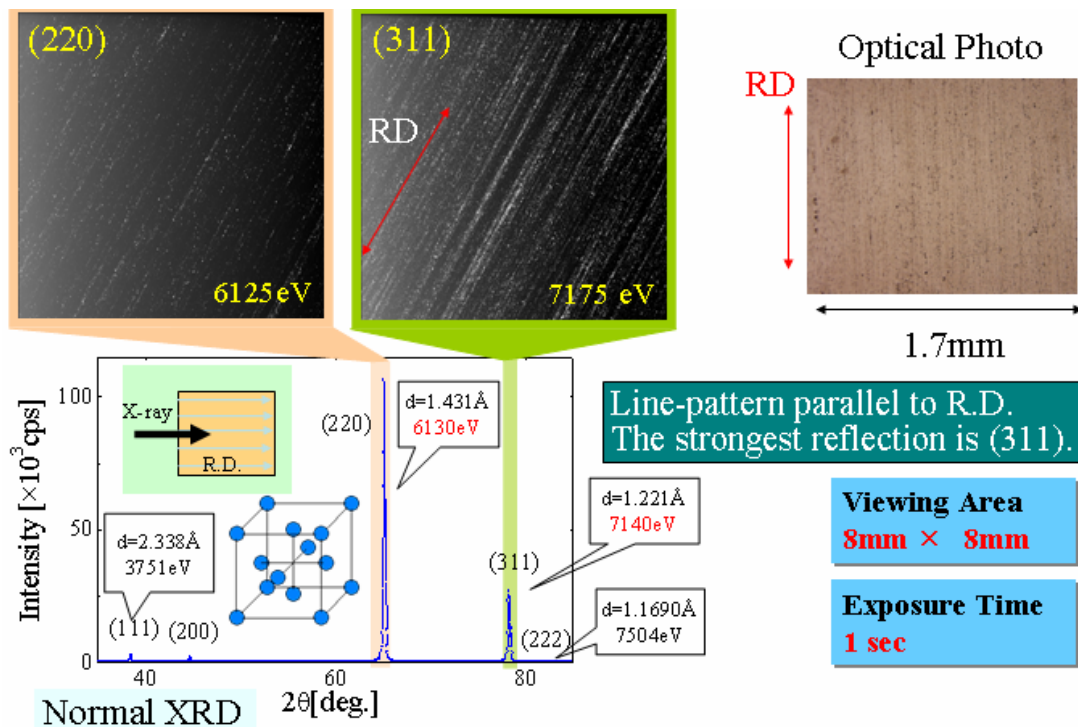 (220)
6125 eV
(311)
RD
7175 eV
Optical Photo
RD
1.7mm
Intensity [×10³cps]
100
50
0
X-ray
R.D.
(220)
d=1.431Å
6130eV
d=2.338Å
3751eV
(111)
(200)
d=1.221Å
7140eV
(311)
(222)
d=1.1690Å
7504eV
40
60
80
2θ[deg.]
Normal XRD
Line-pattern parallel to R.D.
The strongest reflection is (311).
Viewing Area
8mm × 8mm
Exposure Time
1 sec